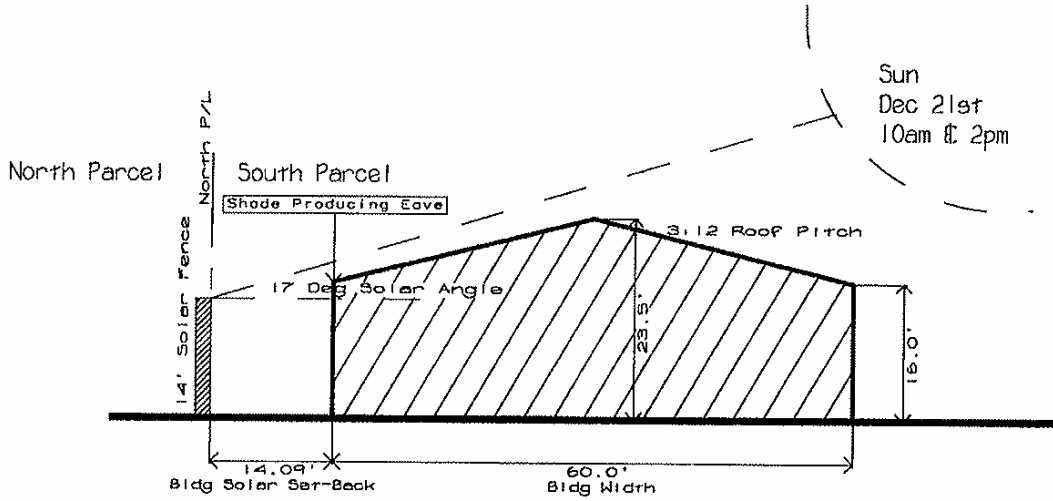 Sun
Dec 21st
10am & 2pm
North P/L
North Parcel
South Parcel
Shade Producing Eave
3:12 Roof Pitch
14' Solar Fence
17 Deg Solar Angle
23.5'
16.0'
14.09'
Bldg Solar Set-Back
60.0'
Bldg Width